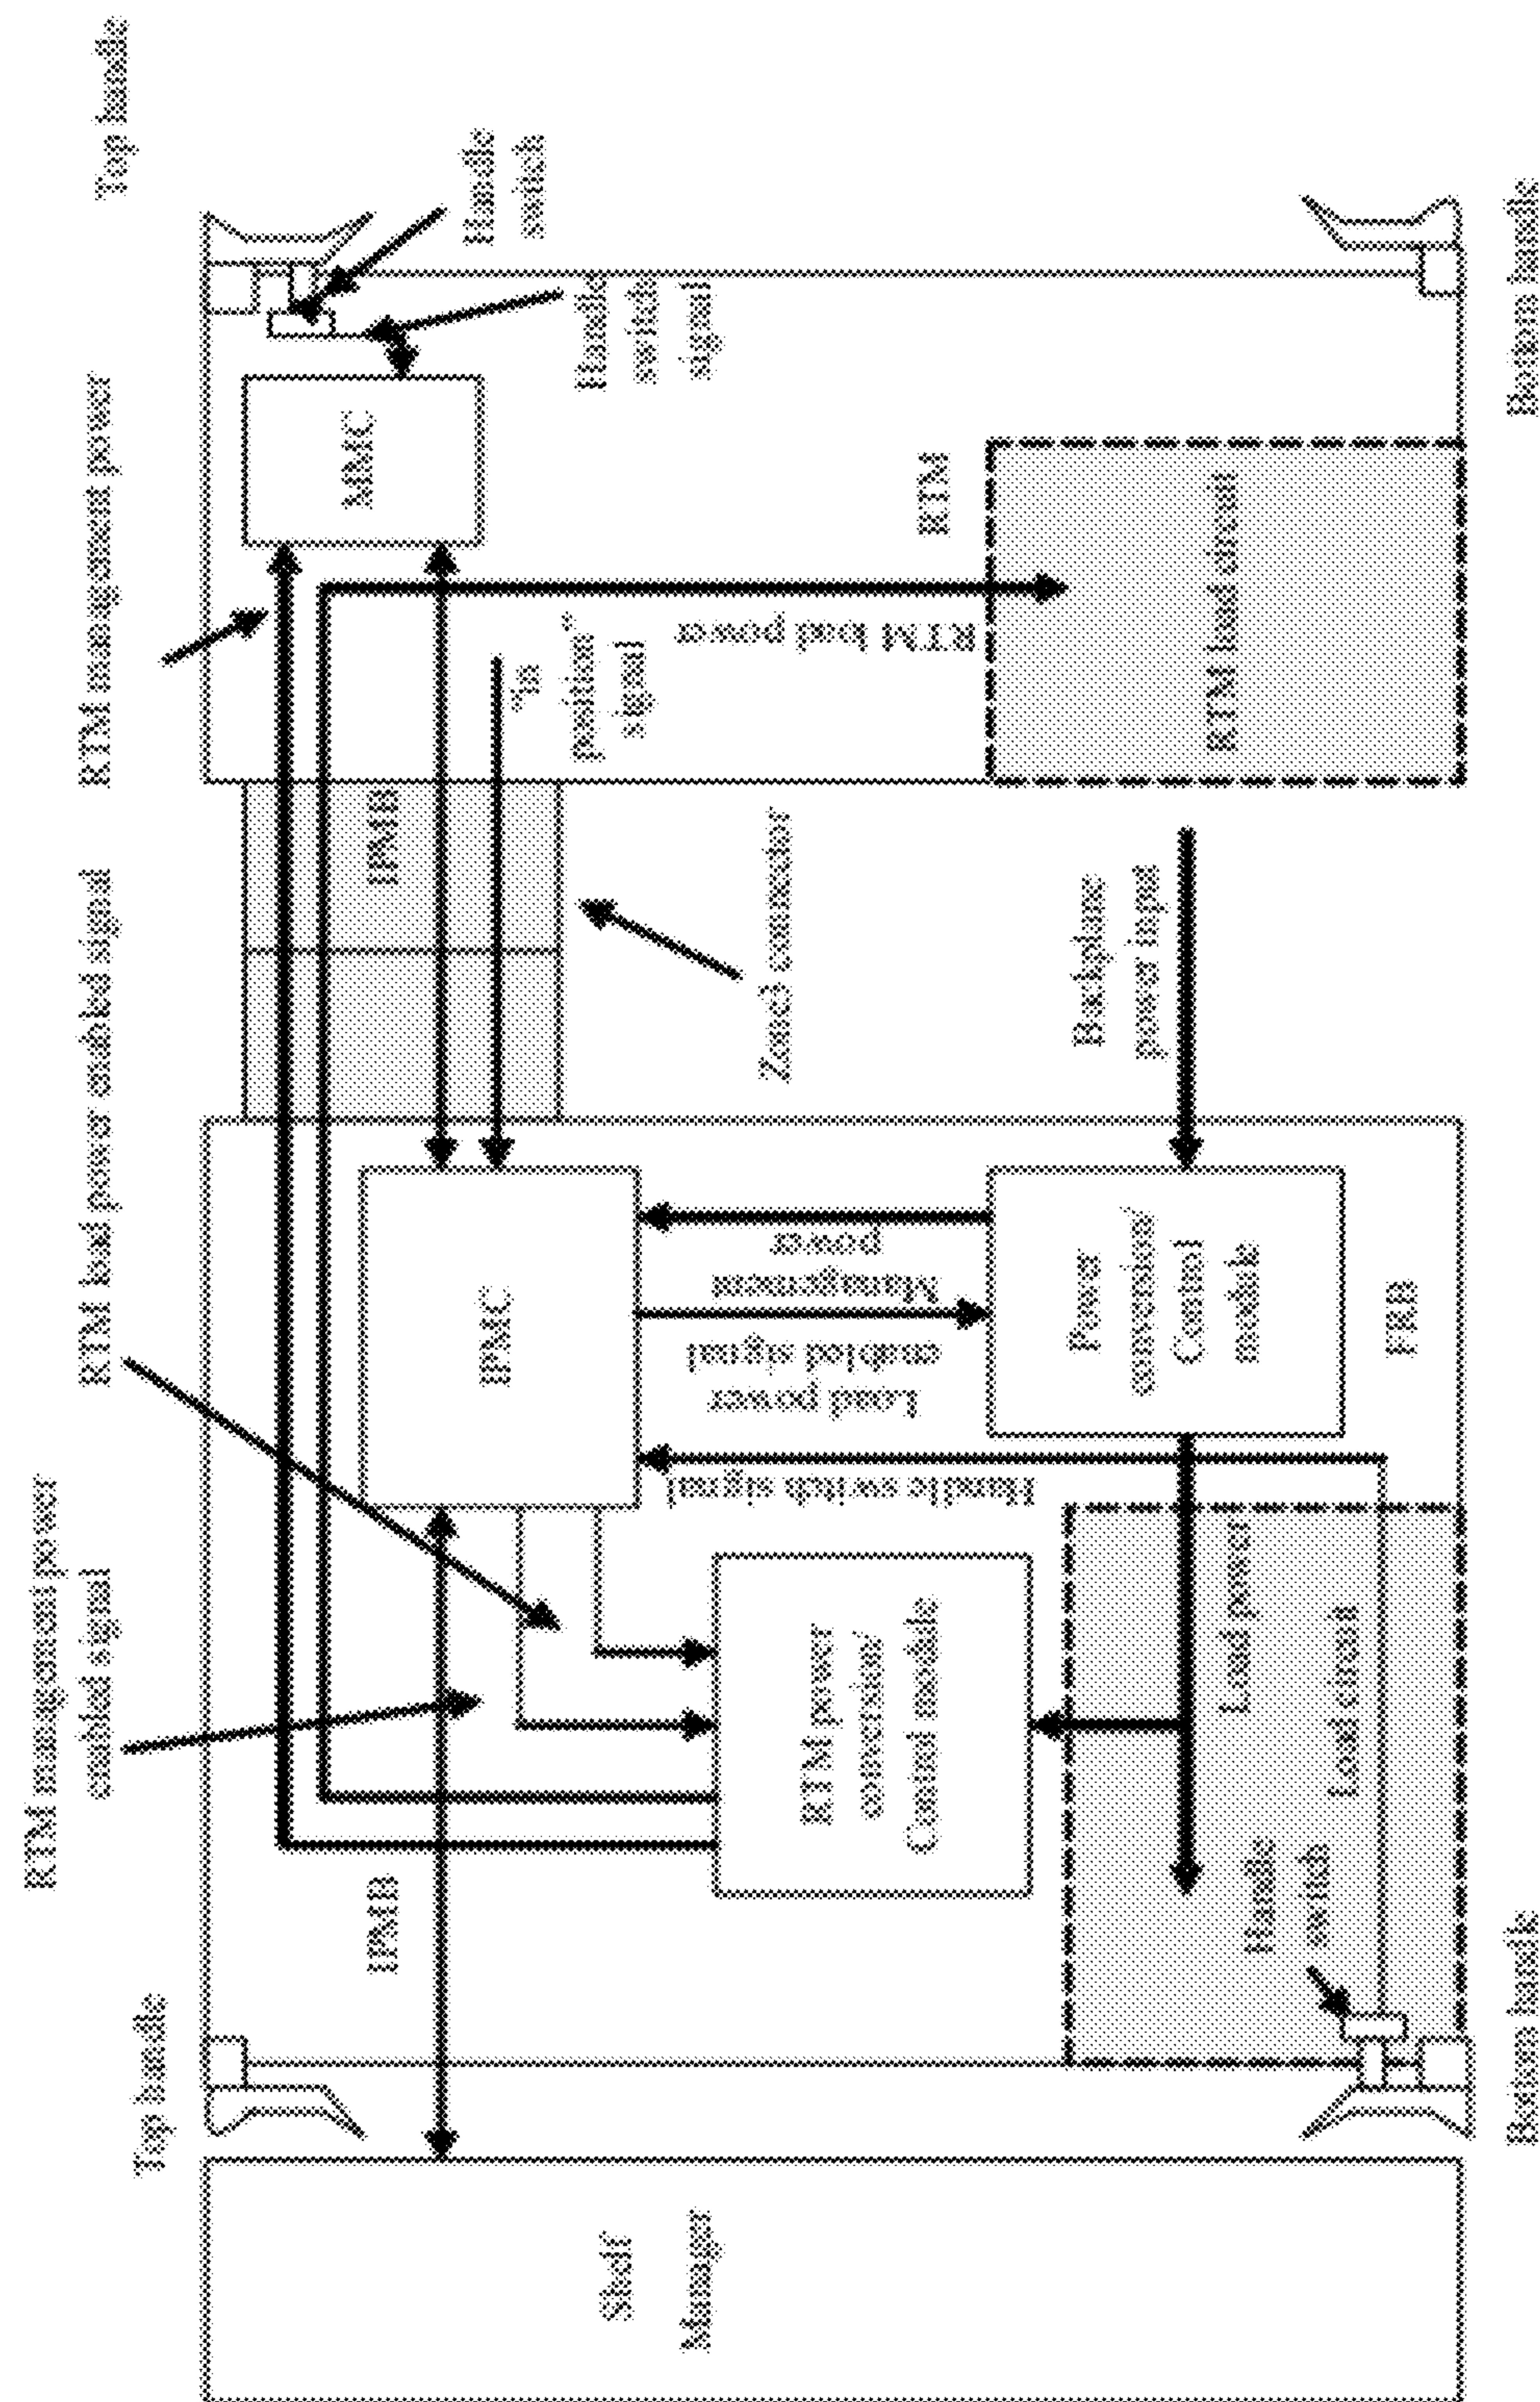 RTM management power
enabled signal
RTM load power enabled signal
RTM management power
Top handle
Top handle
Handle
switch
Handle
switch
signal
MMC
IPMB
IPMB
"in
position"
signal
RTM load power
RTM
RTM load circuit
Zone3 connector
Backplane
power input
IPMC
Management
power
Load power
enabled signal
Handle switch signal
Power
conversion/
Control
module
FRB
RTM power
conversion/
Control module
Load power
Load circuit
Handle
switch
Shelf
Manager
Bottom handle
Bottom handle